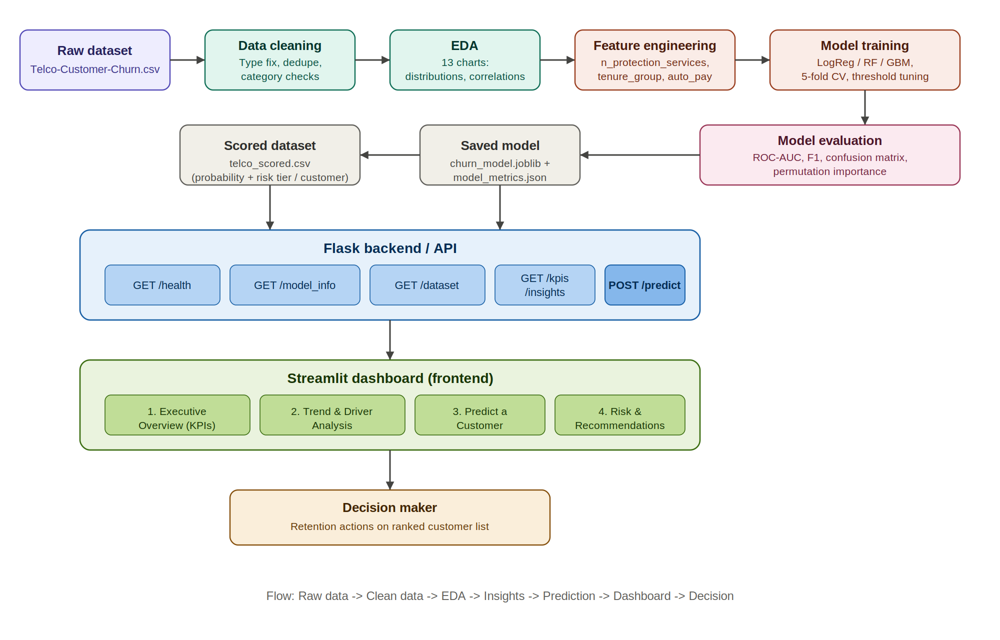 Raw dataset
Telco-Customer-Churn.csv
Data cleaning
Type fix, dedupe,
category checks
EDA
13 charts:
distributions, correlations
Feature engineering
n_protection_services,
tenure_group, auto_pay
Model training
LogReg / RF / GBM,
5-fold CV, threshold tuning
Scored dataset
telco_scored.csv
(probability + risk tier / customer)
Saved model
churn_model.joblib +
model_metrics.json
Model evaluation
ROC-AUC, F1, confusion matrix,
permutation importance
Flask backend / API
GET /health
GET /model_info
GET /dataset
GET /kpis
/insights
POST /predict
Streamlit dashboard (frontend)
1. Executive
Overview (KPIs)
2. Trend & Driver
Analysis
3. Predict a
Customer
4. Risk &
Recommendations
Decision maker
Retention actions on ranked customer list
Flow: Raw data -> Clean data -> EDA -> Insights -> Prediction -> Dashboard -> Decision